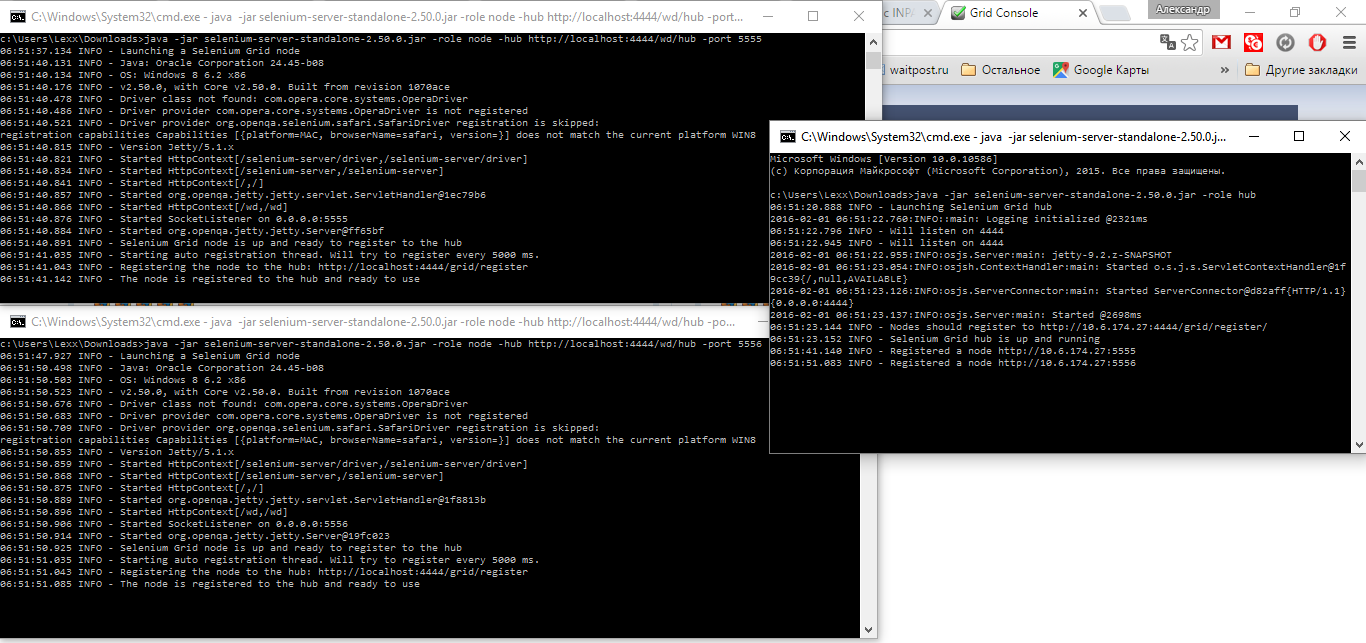 C:\Windows\System32\cmd.exe - java -jar selenium-server-standalone-2.50.0.jar -role node -hub http://localhost:4444/wd/hub -port...
c:\Users\Lexx\Downloads>java -jar selenium-server-standalone-2.50.0.jar -role node -hub http://localhost:4444/wd/hub -port 5555
06:51:37.134 INFO - Launching a Selenium Grid node
06:51:40.131 INFO - Java: Oracle Corporation 24.45-b08
06:51:40.134 INFO - OS: Windows 8 6.2 x86
06:51:40.176 INFO - v2.50.0, with Core v2.50.0. Built from revision 1070ace
06:51:40.478 INFO - Driver class not found: com.opera.core.systems.OperaDriver
06:51:40.486 INFO - Driver provider com.opera.core.systems.OperaDriver is not registered
06:51:40.521 INFO - Driver provider org.openqa.selenium.safari.SafariDriver registration is skipped:
registration capabilities Capabilities [{platform=MAC, browserName=safari, version=}] does not match the current platform WIN8
06:51:40.815 INFO - Version Jetty/5.1.x
06:51:40.821 INFO - Started HttpContext[/selenium-server/driver,/selenium-server/driver]
06:51:40.834 INFO - Started HttpContext[/selenium-server,/selenium-server]
06:51:40.841 INFO - Started HttpContext[/,/]
06:51:40.857 INFO - Started org.openqa.jetty.jetty.servlet.ServletHandler@1ec79b6
06:51:40.866 INFO - Started HttpContext[/wd,/wd]
06:51:40.876 INFO - Started SocketListener on 0.0.0.0:5555
06:51:40.884 INFO - Started org.openqa.jetty.jetty.Server@ff65bf
06:51:40.891 INFO - Selenium Grid node is up and ready to register to the hub
06:51:41.035 INFO - Starting auto registration thread. Will try to register every 5000 ms.
06:51:41.043 INFO - Registering the node to the hub: http://localhost:4444/grid/register
06:51:41.142 INFO - The node is registered to the hub and ready to use
C:\Windows\System32\cmd.exe - java -jar selenium-server-standalone-2.50.0.jar -role node -hub http://localhost:4444/wd/hub -po...
c:\Users\Lexx\Downloads>java -jar selenium-server-standalone-2.50.0.jar -role node -hub http://localhost:4444/wd/hub -port 5556
06:51:47.927 INFO - Launching a Selenium Grid node
06:51:50.498 INFO - Java: Oracle Corporation 24.45-b08
06:51:50.503 INFO - OS: Windows 8 6.2 x86
06:51:50.523 INFO - v2.50.0, with Core v2.50.0. Built from revision 1070ace
06:51:50.676 INFO - Driver class not found: com.opera.core.systems.OperaDriver
06:51:50.683 INFO - Driver provider com.opera.core.systems.OperaDriver is not registered
06:51:50.709 INFO - Driver provider org.openqa.selenium.safari.SafariDriver registration is skipped:
registration capabilities Capabilities [{platform=MAC, browserName=safari, version=}] does not match the current platform WIN8
06:51:50.853 INFO - Version Jetty/5.1.x
06:51:50.859 INFO - Started HttpContext[/selenium-server/driver,/selenium-server/driver]
06:51:50.868 INFO - Started HttpContext[/selenium-server,/selenium-server]
06:51:50.875 INFO - Started HttpContext[/,/]
06:51:50.889 INFO - Started org.openqa.jetty.jetty.servlet.ServletHandler@1f8813b
06:51:50.896 INFO - Started HttpContext[/wd,/wd]
06:51:50.906 INFO - Started SocketListener on 0.0.0.0:5556
06:51:50.914 INFO - Started org.openqa.jetty.jetty.Server@19fc023
06:51:50.925 INFO - Selenium Grid node is up and ready to register to the hub
06:51:51.035 INFO - Starting auto registration thread. Will try to register every 5000 ms.
06:51:51.043 INFO - Registering the node to the hub: http://localhost:4444/grid/register
06:51:51.085 INFO - The node is registered to the hub and ready to use
с INPA
Grid Console
Александр
waitpost.ru
Остальное
Google Карты
»
Другие закладки
C:\Windows\System32\cmd.exe - java -jar selenium-server-standalone-2.50.0.j...
Microsoft Windows [Version 10.0.10586]
(c) Корпорация Майкрософт (Microsoft Corporation), 2015. Все права защищены.
c:\Users\Lexx\Downloads>java -jar selenium-server-standalone-2.50.0.jar -role hub
06:51:20.888 INFO - Launching Selenium Grid hub
2016-02-01 06:51:22.760:INFO::main: Logging initialized @2321ms
06:51:22.796 INFO - Will listen on 4444
06:51:22.945 INFO - Will listen on 4444
2016-02-01 06:51:22.955:INFO:osjs.Server:main: jetty-9.2.z-SNAPSHOT
2016-02-01 06:51:23.054:INFO:osjsh.ContextHandler:main: Started o.s.j.s.ServletContextHandler@1f
9cc39{/,null,AVAILABLE}
2016-02-01 06:51:23.126:INFO:osjs.ServerConnector:main: Started ServerConnector@d82aff{HTTP/1.1}
{0.0.0.0:4444}
2016-02-01 06:51:23.137:INFO:osjs.Server:main: Started @2698ms
06:51:23.144 INFO - Nodes should register to http://10.6.174.27:4444/grid/register/
06:51:23.152 INFO - Selenium Grid hub is up and running
06:51:41.140 INFO - Registered a node http://10.6.174.27:5555
06:51:51.083 INFO - Registered a node http://10.6.174.27:5556